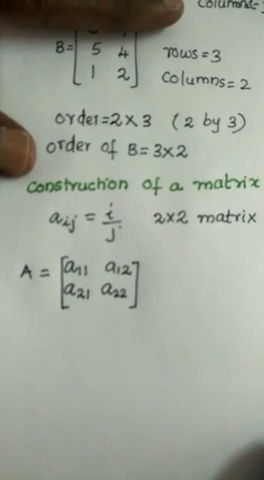 columns=
B= [5 4
1 2]
rows=3
columns=2
order=2×3 (2 by 3)
order of B=3×2
construction of a matrix
aij = i/j 2×2 matrix
A = [a11 a12
a21 a22]